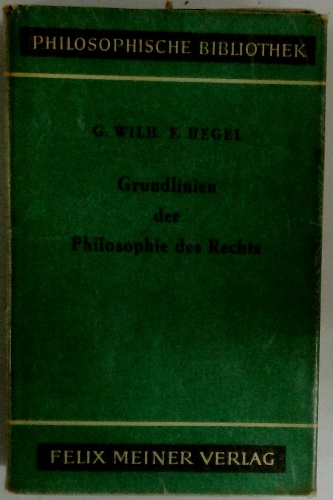 PHILOSOPHISCHE BIBLIOTHEK
G. WILH. F. HEGEL
Grundlinien
der
Philosophie des Rechts
FELIX MEINER VERLAG